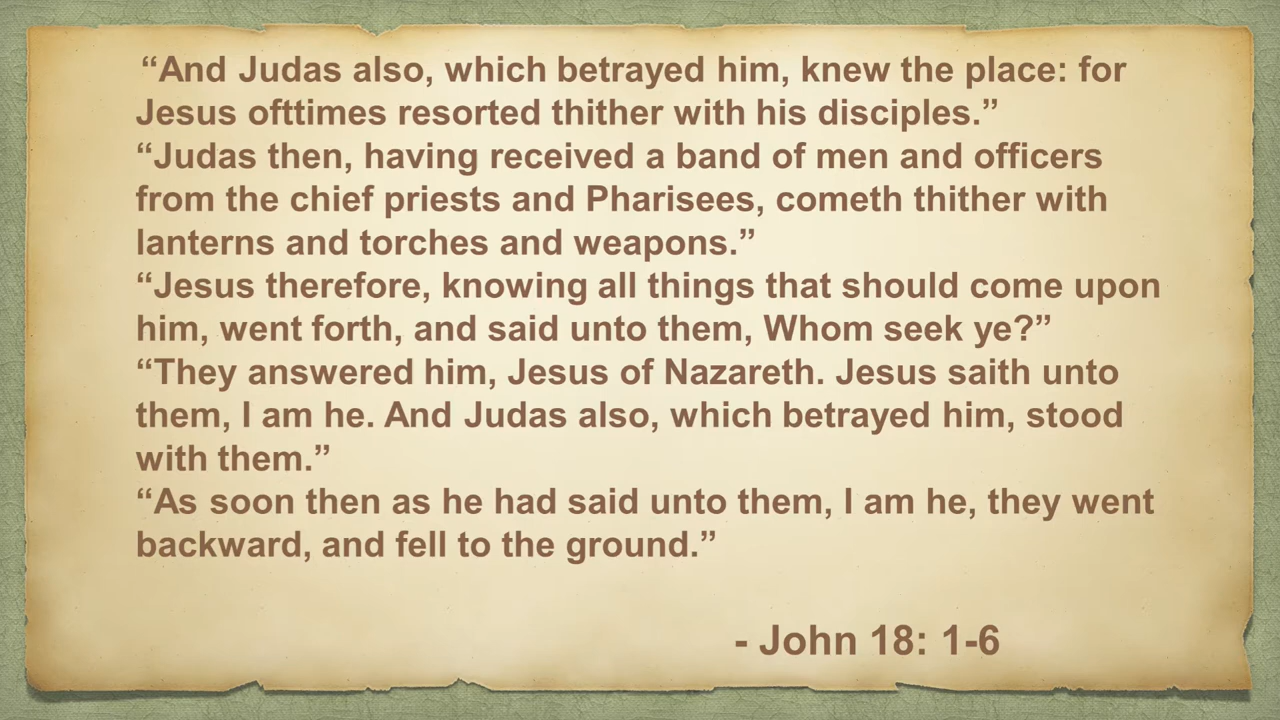 “And Judas also, which betrayed him, knew the place: for
Jesus ofttimes resorted thither with his disciples.”
“Judas then, having received a band of men and officers
from the chief priests and Pharisees, cometh thither with
lanterns and torches and weapons.”
“Jesus therefore, knowing all things that should come upon
him, went forth, and said unto them, Whom seek ye?”
“They answered him, Jesus of Nazareth. Jesus saith unto
them, I am he. And Judas also, which betrayed him, stood
with them.”
“As soon then as he had said unto them, I am he, they went
backward, and fell to the ground.”
- John 18: 1-6